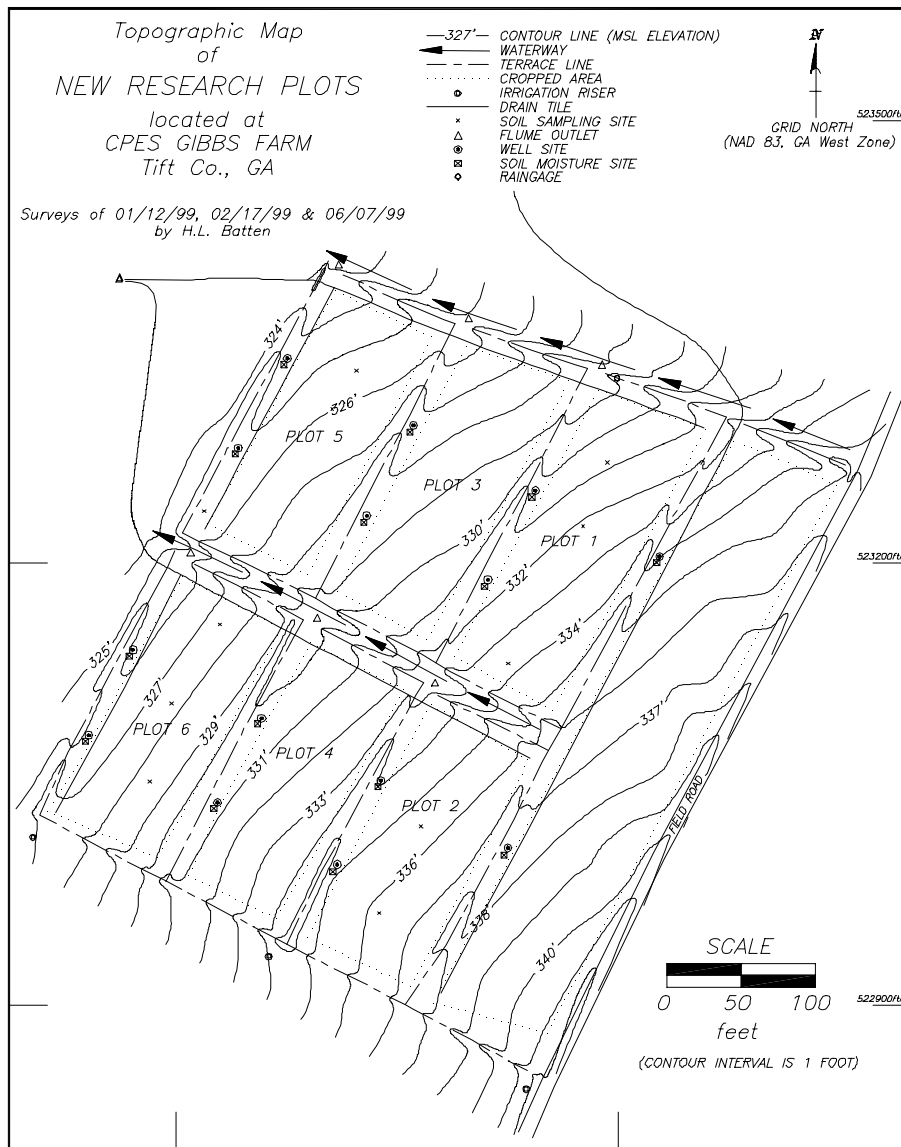 Topographic Map
of
NEW RESEARCH PLOTS
located at
CPES GIBBS FARM
Tift Co., GA
Surveys of 01/12/99, 02/17/99 & 06/07/99
by H.L. Batten
327' CONTOUR LINE (MSL ELEVATION)
WATERWAY
TERRACE LINE
CROPPED AREA
IRRIGATION RISER
DRAIN TILE
SOIL SAMPLING SITE
FLUME OUTLET
WELL SITE
SOIL MOISTURE SITE
RAINGAGE
N
GRID NORTH
(NAD 83, GA West Zone)
523500ft
324'
326'
PLOT 5
PLOT 3
330'
PLOT 1
332'
523200ft
334'
325'
327'
337'
329'
PLOT 6
331'
PLOT 4
333'
PLOT 2
336'
FIELD ROAD
338'
340'
SCALE
0 50 100
feet
522900ft
(CONTOUR INTERVAL IS 1 FOOT)